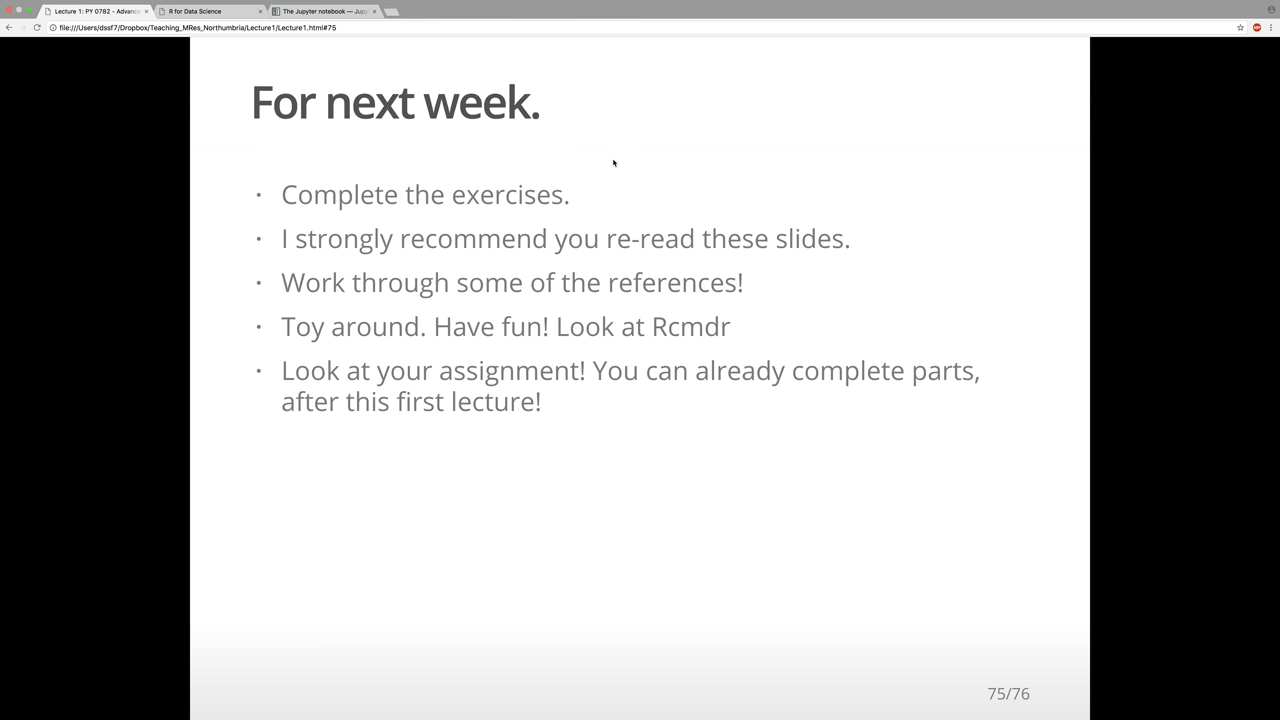 Lecture 1: PY 0782 - Advanc
R for Data Science
The Jupyter notebook — Jup
file:///Users/dssf7/Dropbox/Teaching_MRes_Northumbria/Lecture1/Lecture1.html#75
For next week.
· Complete the exercises.
· I strongly recommend you re-read these slides.
· Work through some of the references!
· Toy around. Have fun! Look at Rcmdr
· Look at your assignment! You can already complete parts,
after this first lecture!
75/76